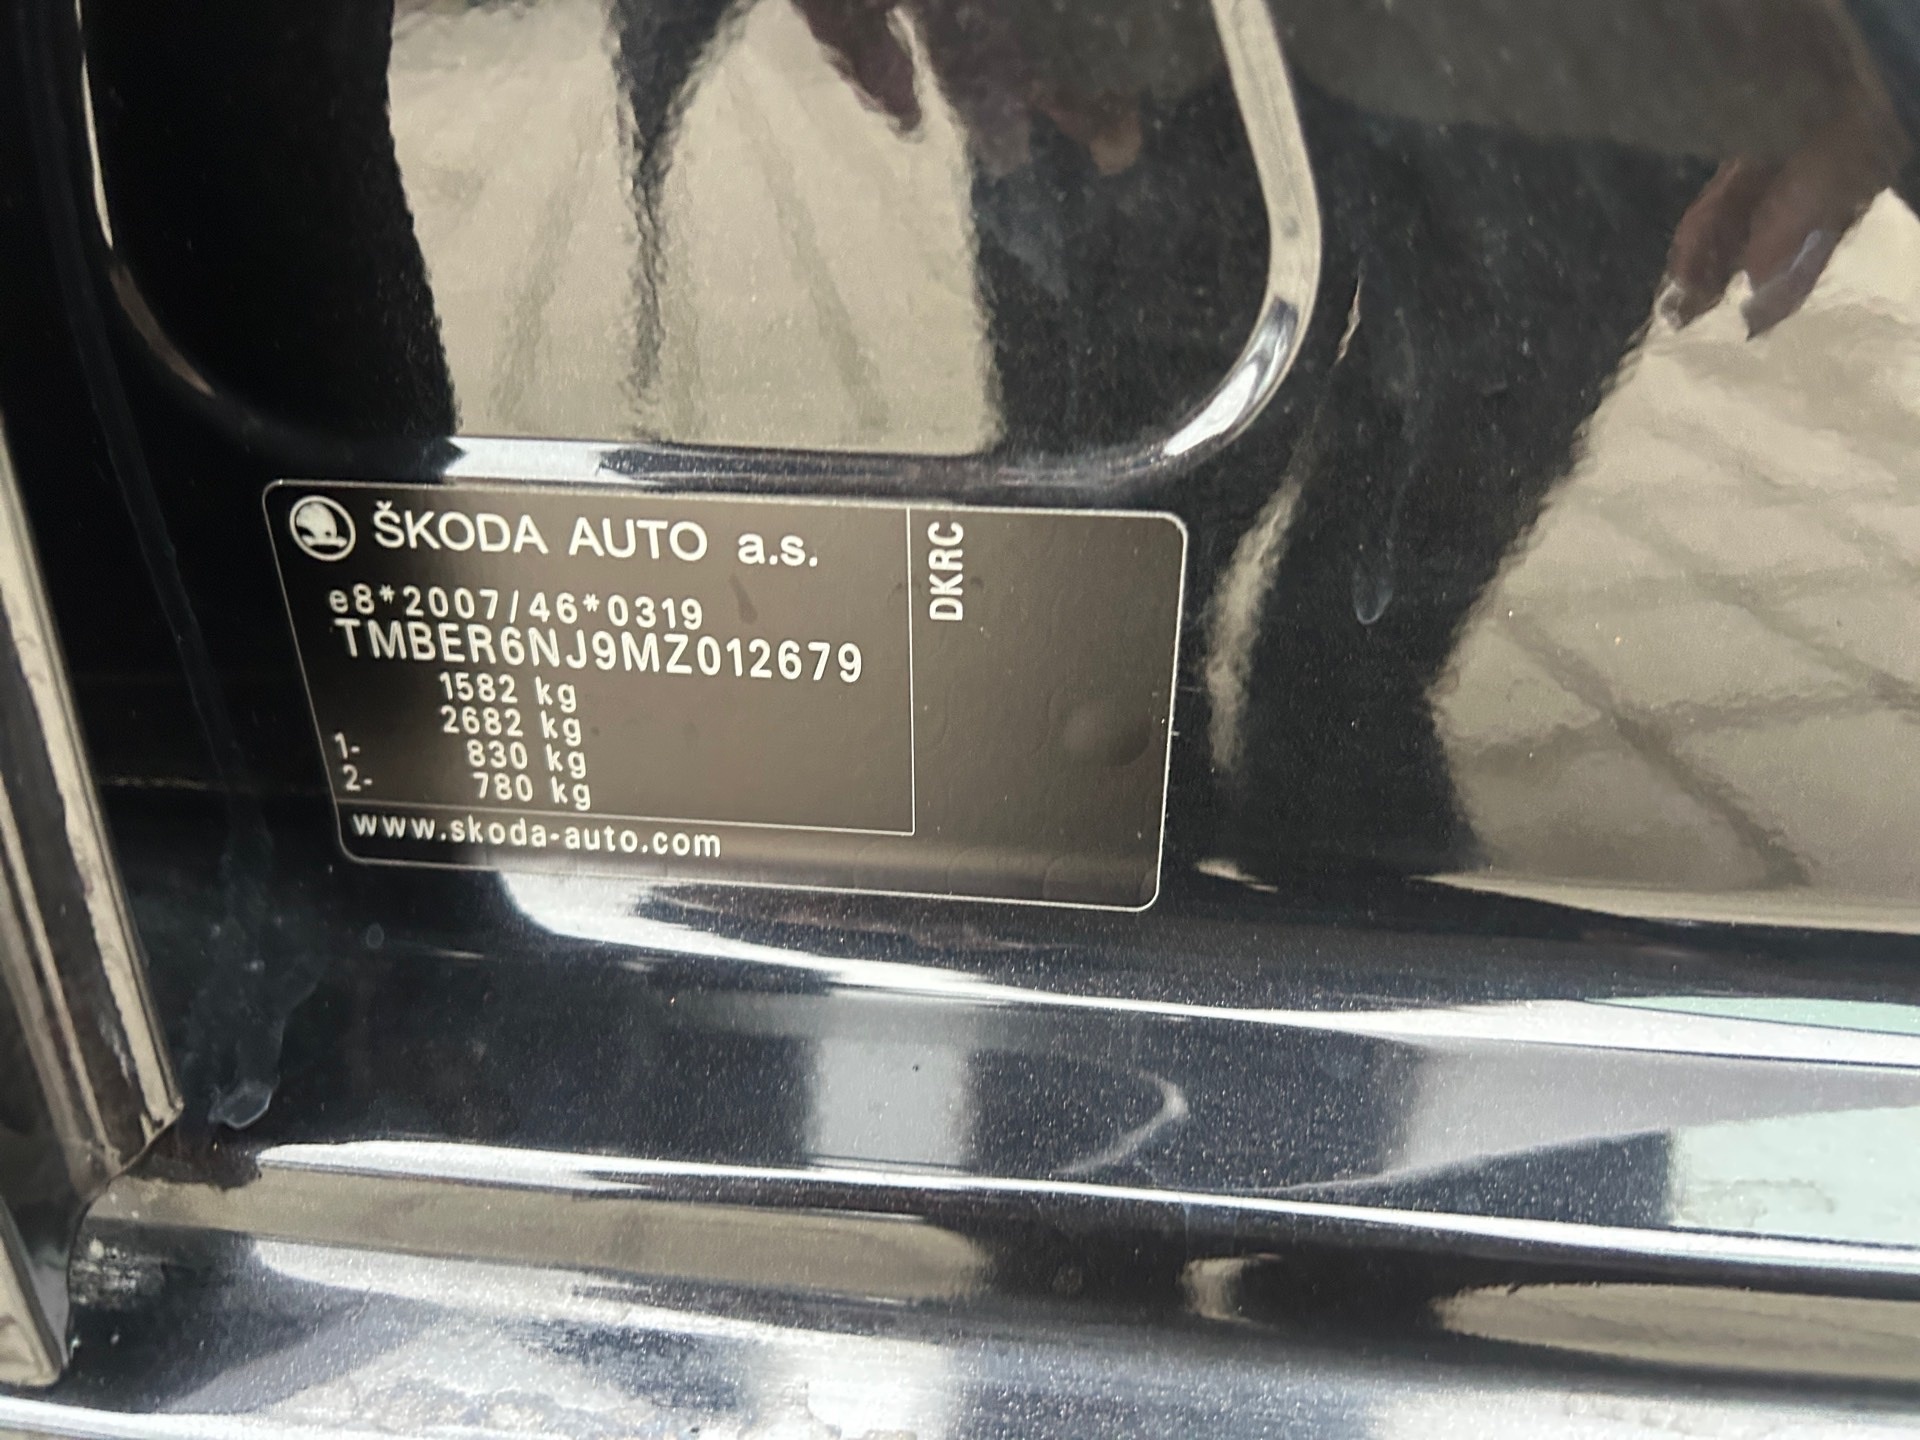 ŠKODA AUTO a.s.
e8*2007/46*0319
TMBER6NJ9MZ012679
1582 kg
2682 kg
1- 830 kg
2- 780 kg
www.skoda-auto.com
DKRC